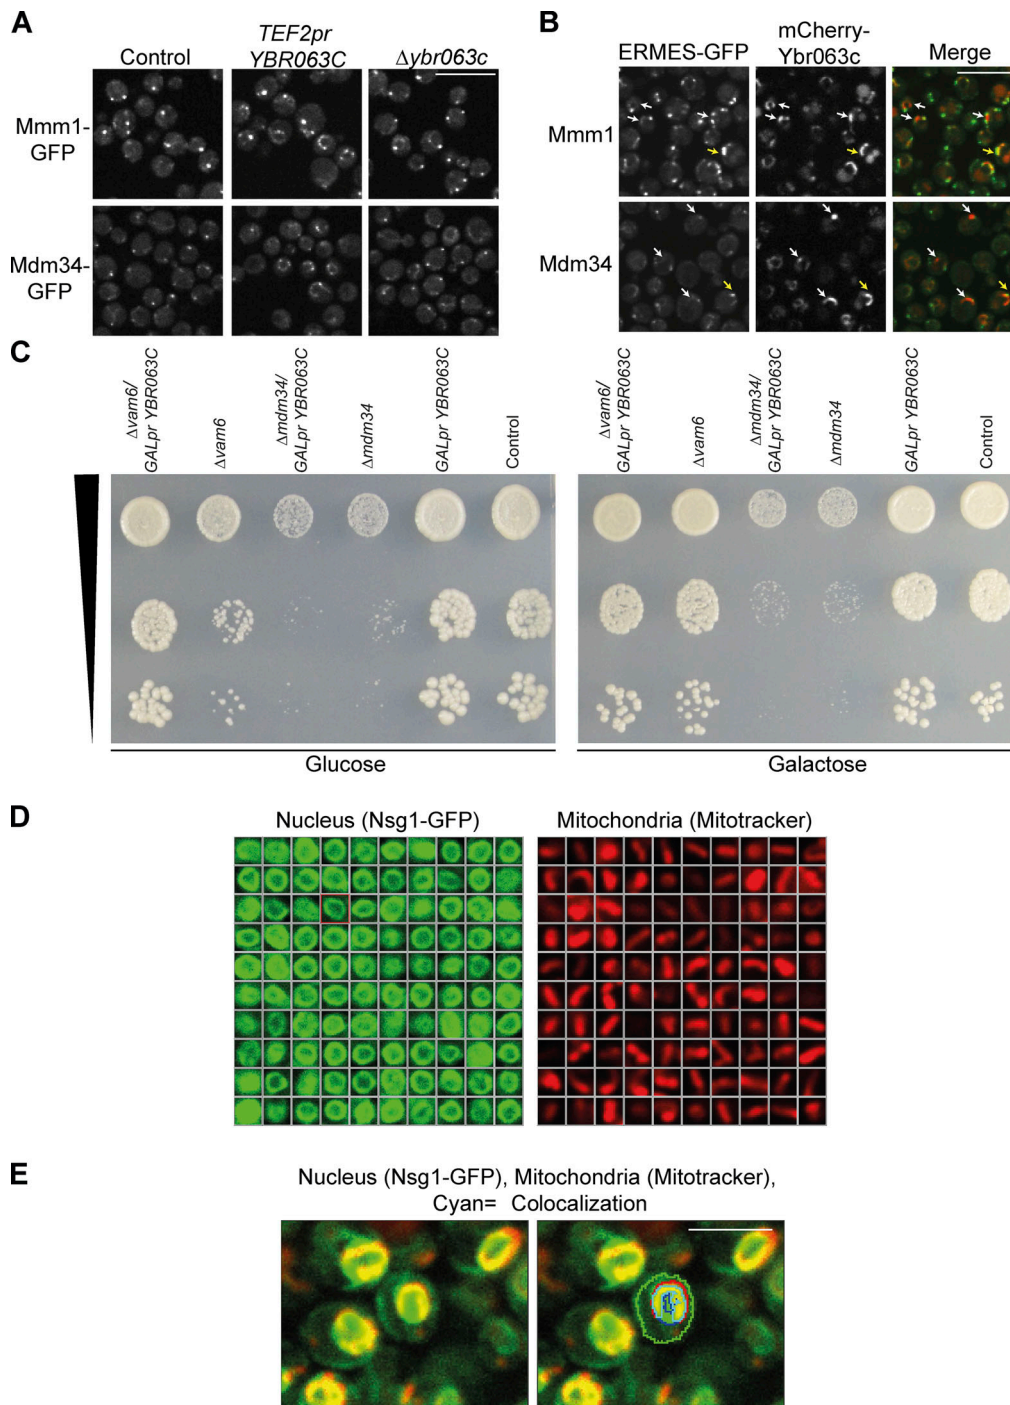 A
Control
TEF2pr
YBR063C
Δybr063c
Mmm1-
GFP
Mdm34-
GFP
B
ERMES-GFP
mCherry-
Ybr063c
Merge
Mmm1
Mdm34
C
Δvam6/
GALpr YBR063C
Δvam6
Δmdm34/
GALpr YBR063C
Δmdm34
GALpr YBR063C
Control
Δvam6/
GALpr YBR063C
Δvam6
Δmdm34/
GALpr YBR063C
Δmdm34
GALpr YBR063C
Control
Glucose
Galactose
D
Nucleus (Nsg1-GFP)
Mitochondria (Mitotracker)
E
Nucleus (Nsg1-GFP), Mitochondria (Mitotracker),
Cyan= Colocalization